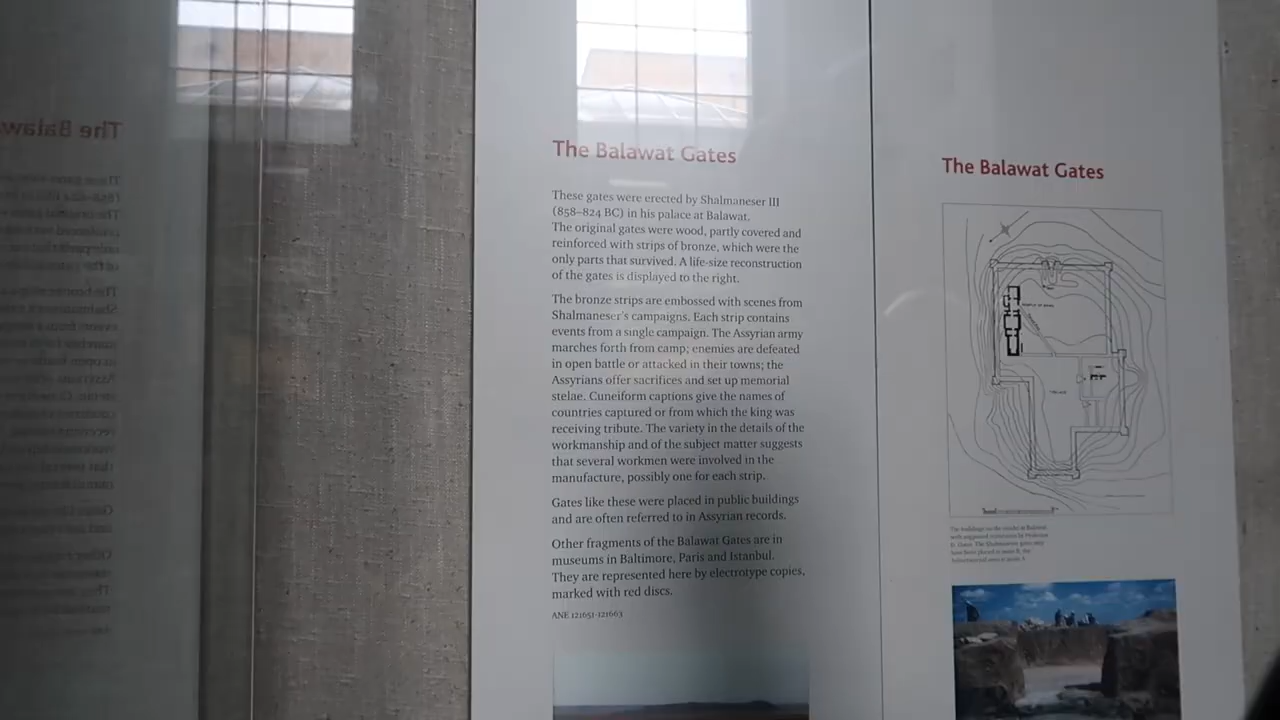 The Balawat Gates
These gates were erected by Shalmaneser III
(858–824 BC) in his palace at Balawat.
The original gates were wood, partly covered and
reinforced with strips of bronze, which were the
only parts that survived. A life-size reconstruction
of the gates is displayed to the right.
The bronze strips are embossed with scenes from
Shalmaneser's campaigns. Each strip contains
events from a single campaign. The Assyrian army
marches forth from camp; enemies are defeated
in open battle or attacked in their towns; the
Assyrians offer sacrifices and set up memorial
stelae. Cuneiform captions give the names of
countries captured or from which the king was
receiving tribute. The variety in the details of the
workmanship and of the subject matter suggests
that several workmen were involved in the
manufacture, possibly one for each strip.
Gates like these were placed in public buildings
and are often referred to in Assyrian records.
Other fragments of the Balawat Gates are in
museums in Baltimore, Paris and Istanbul.
They are represented here by electrotype copies,
marked with red discs.
ANE 121651-121663
The Balawat Gates